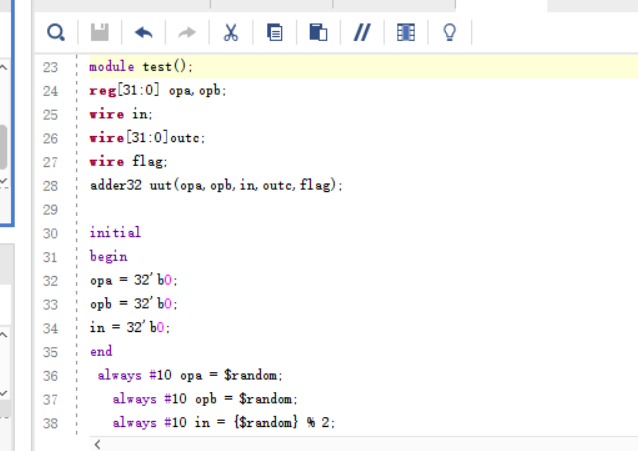 23 module test();
24 reg[31:0] opa,opb;
25 wire in;
26 wire[31:0]outc;
27 wire flag;
28 adder32 uut(opa,opb,in,outc,flag);
29
30 initial
31 begin
32 opa = 32'b0;
33 opb = 32'b0;
34 in = 32'b0;
35 end
36 always #10 opa = $random;
37 always #10 opb = $random;
38 always #10 in = {$random} % 2;